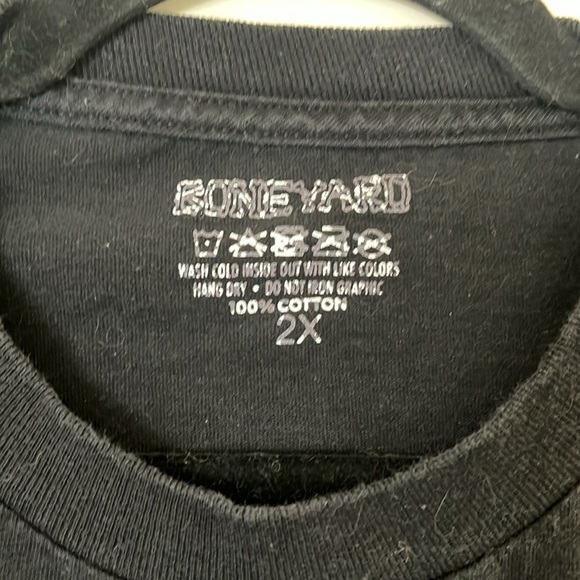 BONEYARD
WASH COLD INSIDE OUT WITH LIKE COLORS
HANG DRY • DO NOT IRON GRAPHIC
100% COTTON
2X